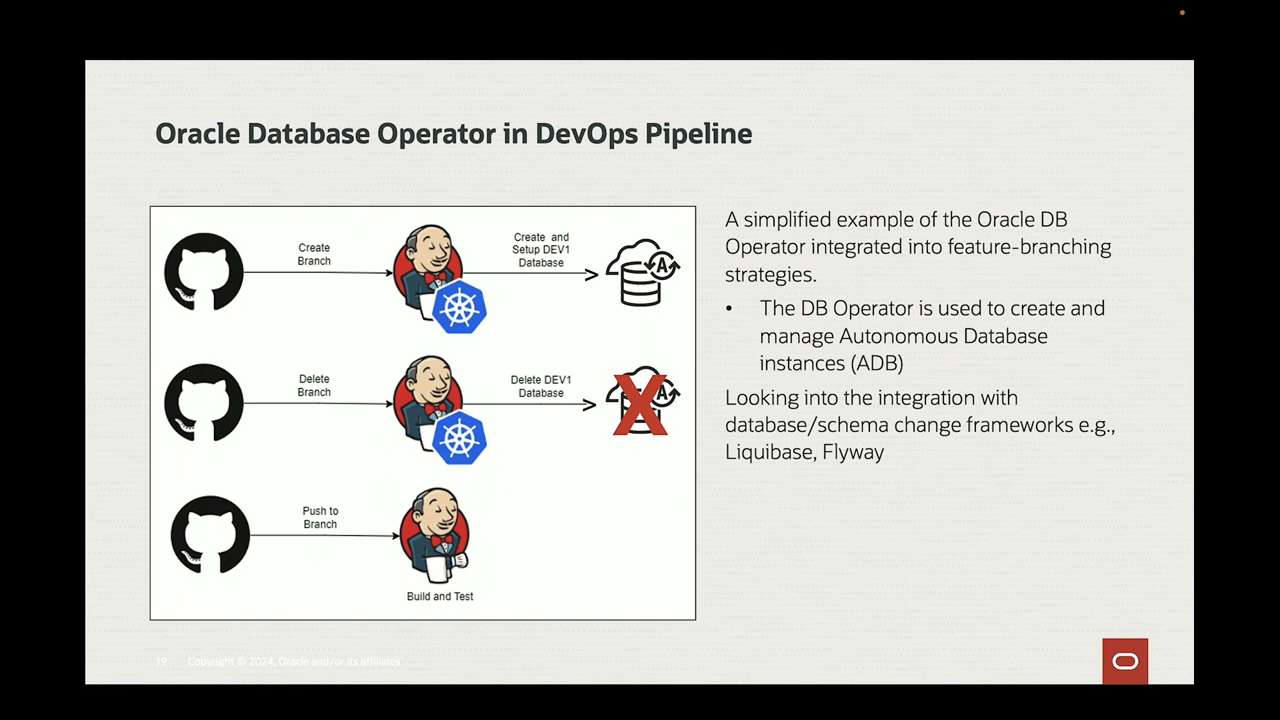 Oracle Database Operator in DevOps Pipeline
Create
Branch
Create and
Setup DEV1
Database
A
Delete
Branch
Delete DEV1
Database
A
Push to
Branch
Build and Test
A simplified example of the Oracle DB
Operator integrated into feature-branching
strategies.
• The DB Operator is used to create and
manage Autonomous Database
instances (ADB)
Looking into the integration with
database/schema change frameworks e.g.,
Liquibase, Flyway
19 Copyright © 2024, Oracle and/or its affiliates